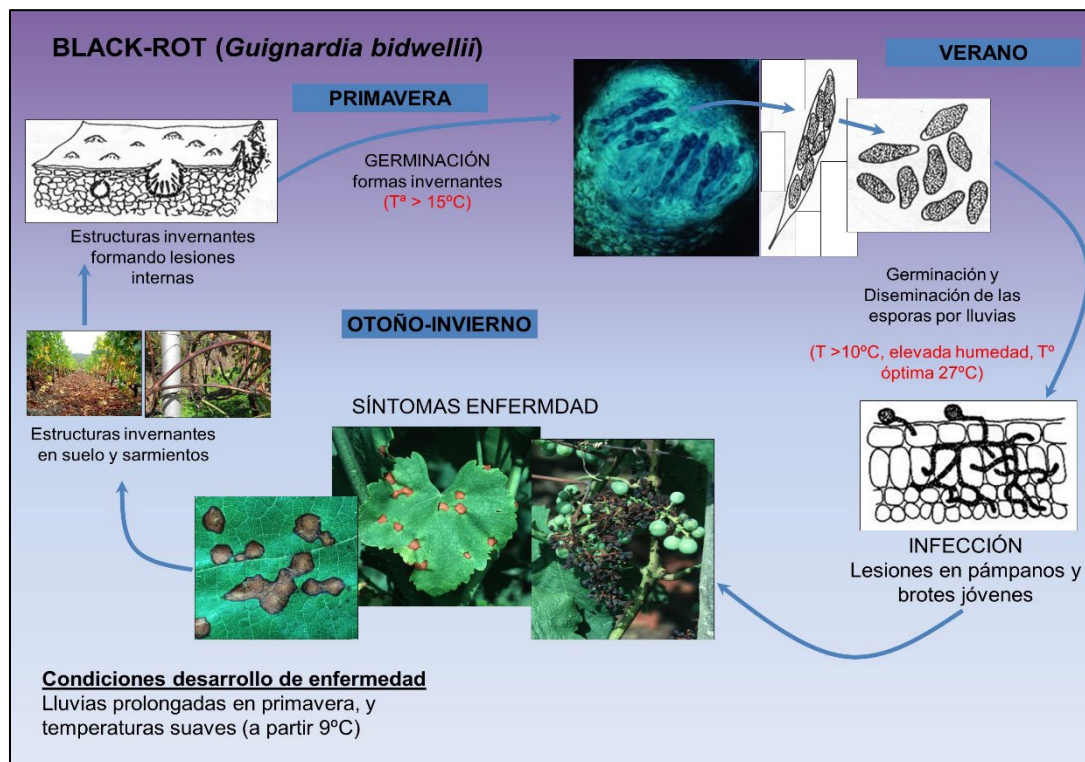 BLACK-ROT (Guignardia bidwellii)
PRIMAVERA
VERANO
GERMINACIÓN
formas invernantes
(Tª > 15ºC)
Estructuras invernantes
formando lesiones
internas
Germinación y
Diseminación de las
esporas por lluvias
(T >10ºC, elevada humedad, Tº
óptima 27ºC)
OTOÑO-INVIERNO
SÍNTOMAS ENFERMDAD
Estructuras invernantes
en suelo y sarmientos
INFECCIÓN
Lesiones en pámpanos y
brotes jóvenes
Condiciones desarrollo de enfermedad
Lluvias prolongadas en primavera, y
temperaturas suaves (a partir 9ºC)